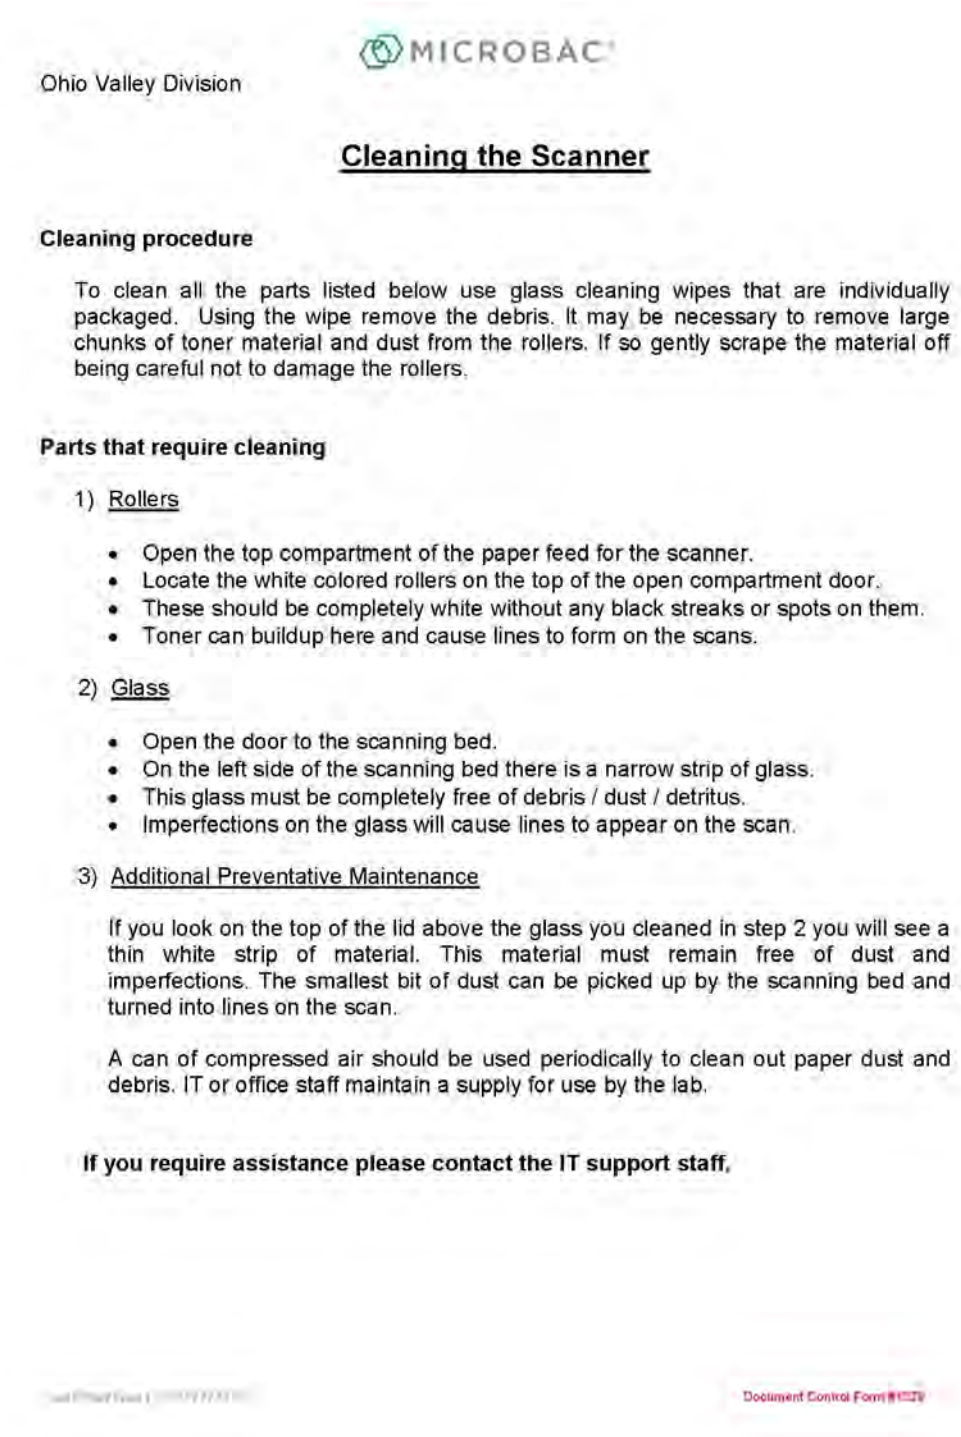 MICROBAC
Ohio Valley Division
Cleaning the Scanner
Cleaning procedure
To clean all the parts listed below use glass cleaning wipes that are individually
packaged. Using the wipe remove the debris. It may be necessary to remove large
chunks of toner material and dust from the rollers. If so gently scrape the material off
being careful not to damage the rollers.
Parts that require cleaning
1) Rollers
• Open the top compartment of the paper feed for the scanner.
• Locate the white colored rollers on the top of the open compartment door.
• These should be completely white without any black streaks or spots on them.
• Toner can buildup here and cause lines to form on the scans.
2) Glass
• Open the door to the scanning bed.
• On the left side of the scanning bed there is a narrow strip of glass.
• This glass must be completely free of debris / dust / detritus.
• Imperfections on the glass will cause lines to appear on the scan.
3) Additional Preventative Maintenance
If you look on the top of the lid above the glass you cleaned in step 2 you will see a
thin white strip of material. This material must remain free of dust and
imperfections. The smallest bit of dust can be picked up by the scanning bed and
turned into lines on the scan.
A can of compressed air should be used periodically to clean out paper dust and
debris. IT or office staff maintain a supply for use by the lab.
If you require assistance please contact the IT support staff.
Document Control Form